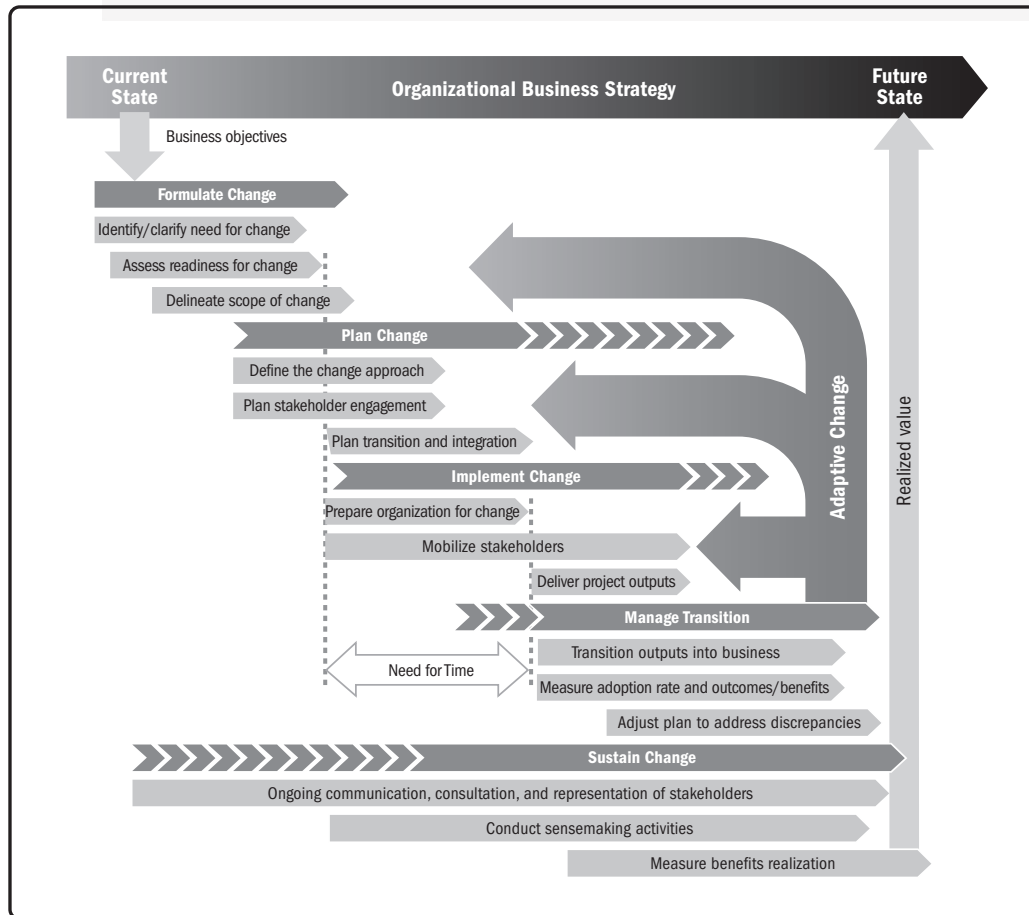 Current
State
Organizational Business Strategy
Future
State
Business objectives
Formulate Change
Identify/clarify need for change
Assess readiness for change
Delineate scope of change
Plan Change
Define the change approach
Plan stakeholder engagement
Plan transition and integration
Implement Change
Prepare organization for change
Mobilize stakeholders
Deliver project outputs
Manage Transition
Need for Time
Transition outputs into business
Measure adoption rate and outcomes/benefits
Adjust plan to address discrepancies
Sustain Change
Ongoing communication, consultation, and representation of stakeholders
Conduct sensemaking activities
Measure benefits realization
Adaptive Change
Realized value